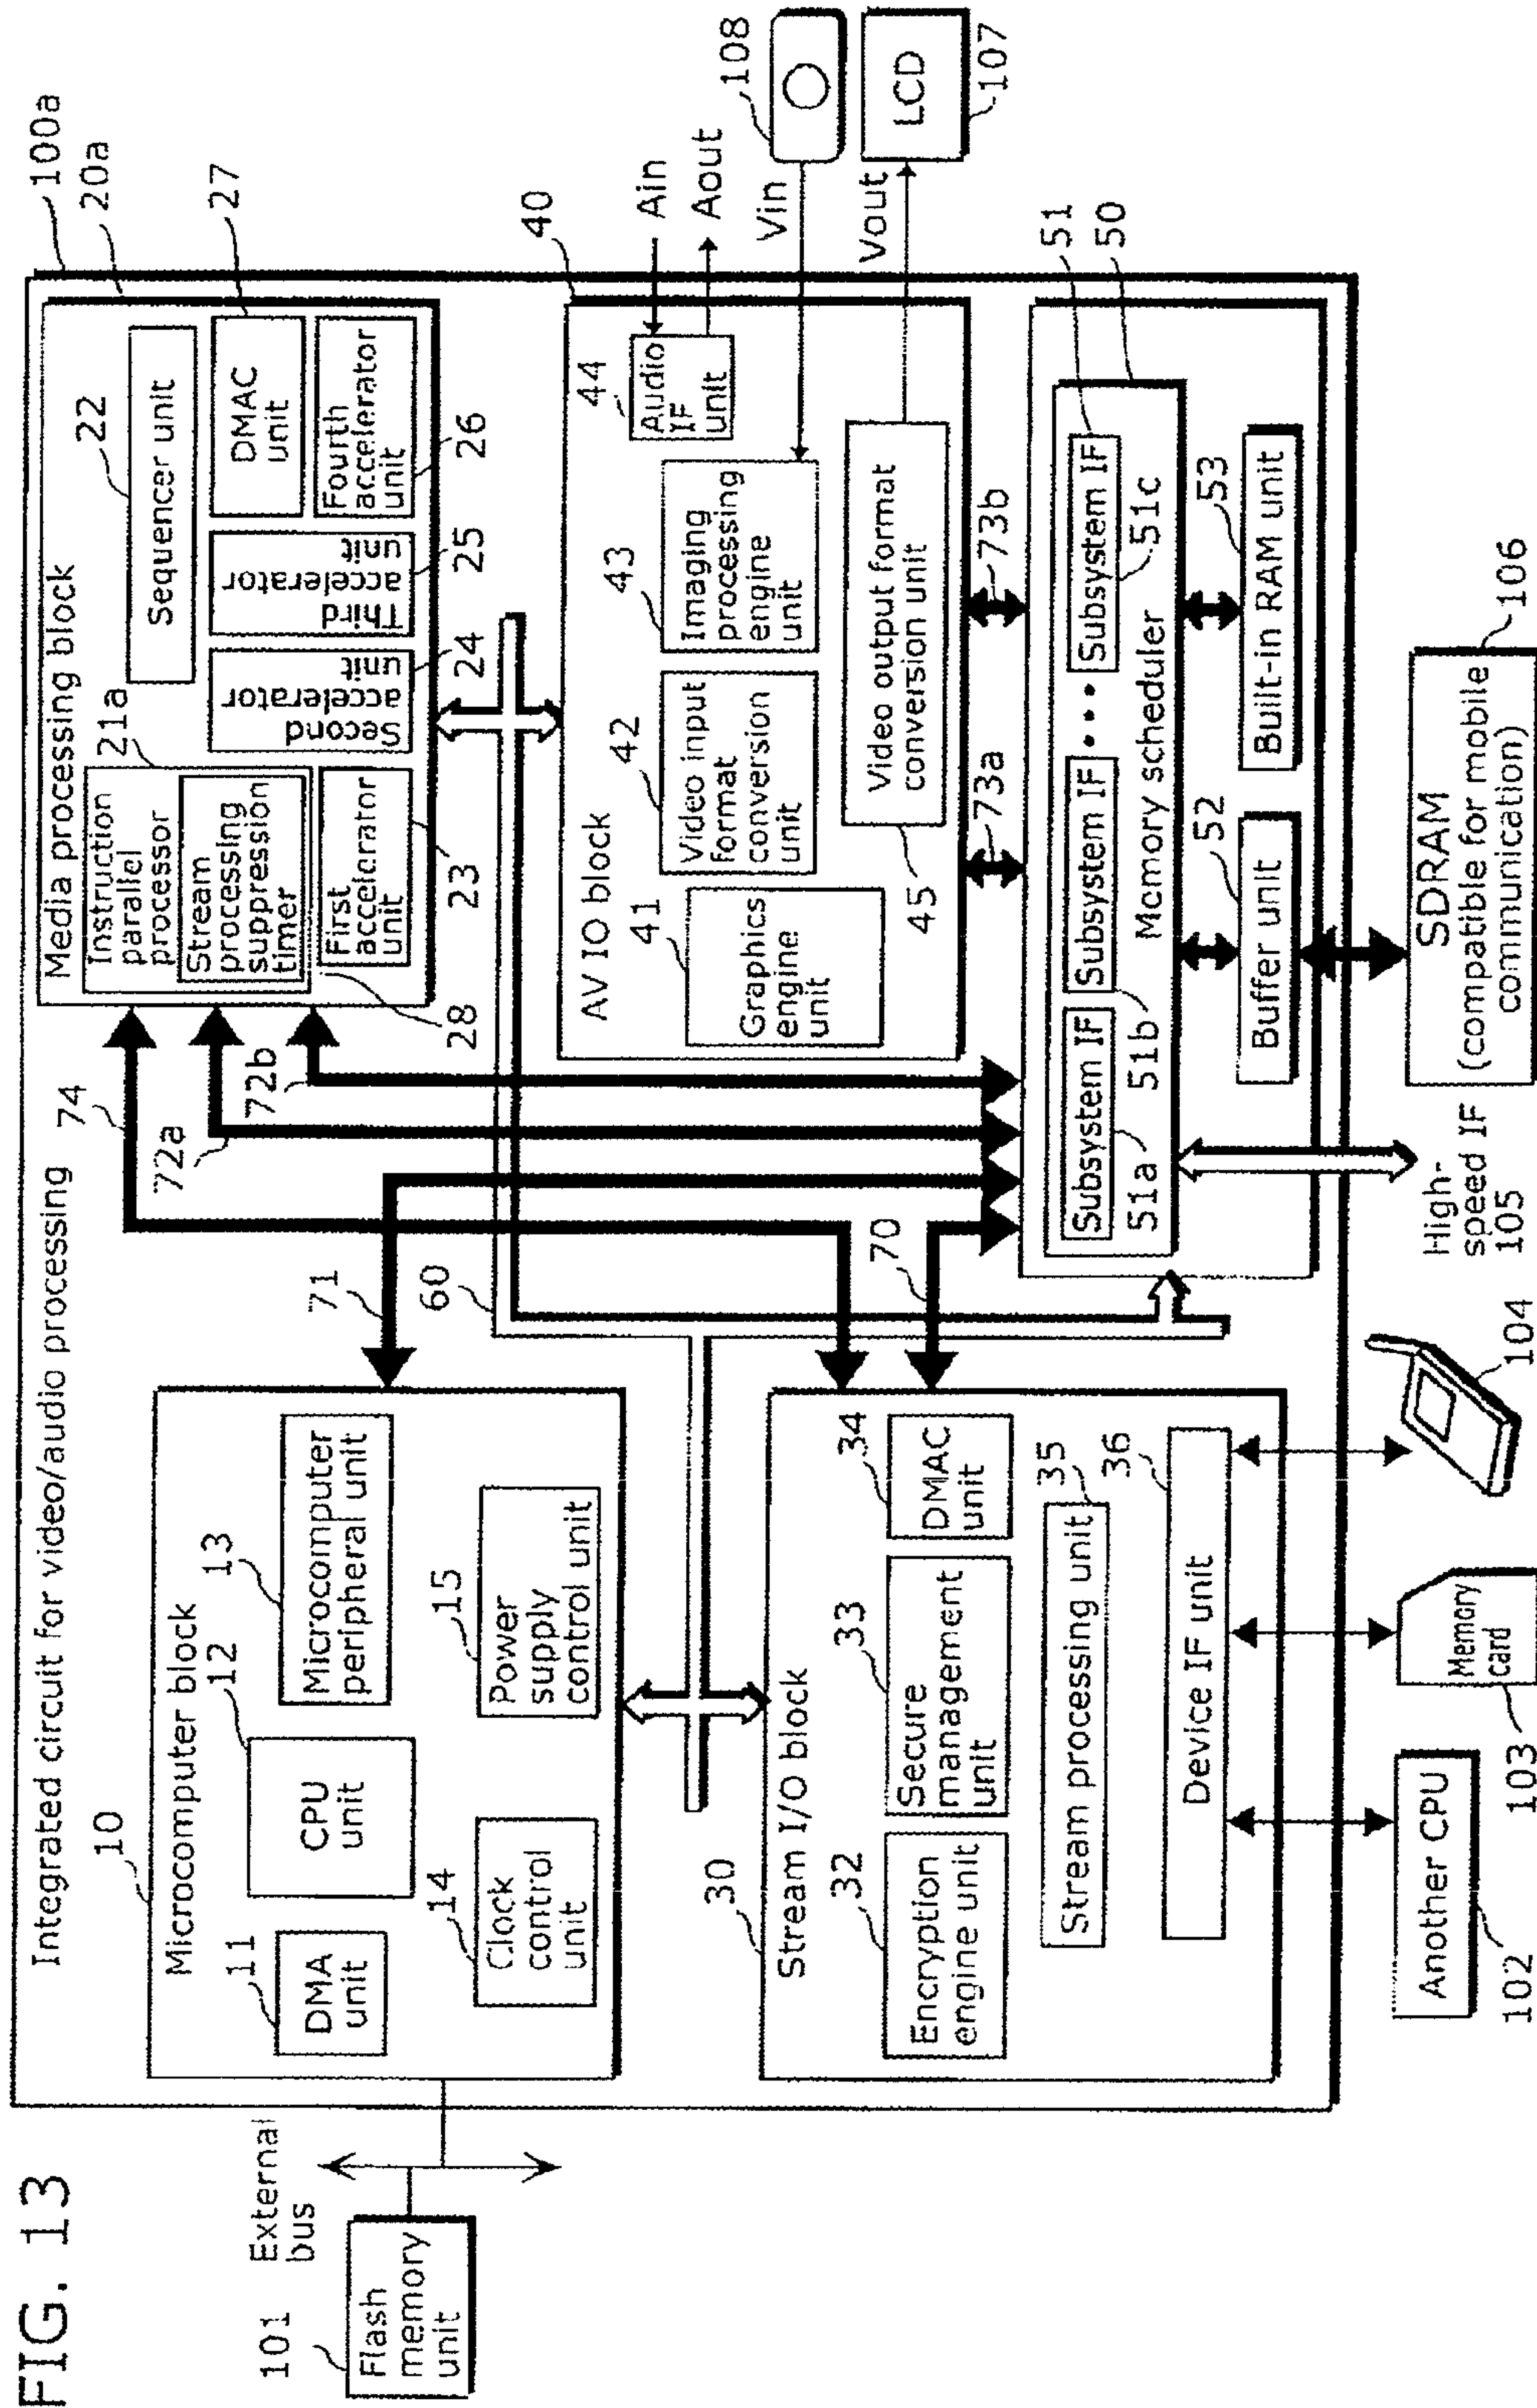 FIG. 13
Integrated circuit for video/audio processing
100a
101
Flash
memory
unit
External
bus
10
Microcomputer block
11
DMA
unit
12
CPU
unit
13
Microcomputer
peripheral unit
14
Clock
control
unit
15
Power
supply
control unit
71
60
74
72a
72b
70
20a
Media processing block
21a
Instruction
parallel
processor
Stream
processing
suppression
timer
28
22
Sequencer unit
First
accelerator
unit
23
Second
accelerator
unit
24
Third
accelerator
unit
25
DMAC
unit
27
Fourth
accelerator
unit
26
30
Stream I/O block
32
Encryption
engine unit
33
Secure
management
unit
34
DMAC
unit
Stream processing unit
35
36
Device IF unit
40
AV IO block
41
Graphics
engine
unit
42
Video input
format
conversion
unit
43
Imaging
processing
engine
unit
44
Audio
IF
unit
45
Video output format
conversion unit
Ain
Aout
Vin
108
Vout
LCD
107
73a
73b
51
50
Subsystem IF
Subsystem IF
Subsystem IF
51a
51b
51c
Memory scheduler
52
Buffer unit
53
Built-in RAM unit
Another CPU
102
Memory
card
103
104
High-
speed IF
105
SDRAM
(compatible for mobile
communication)
106